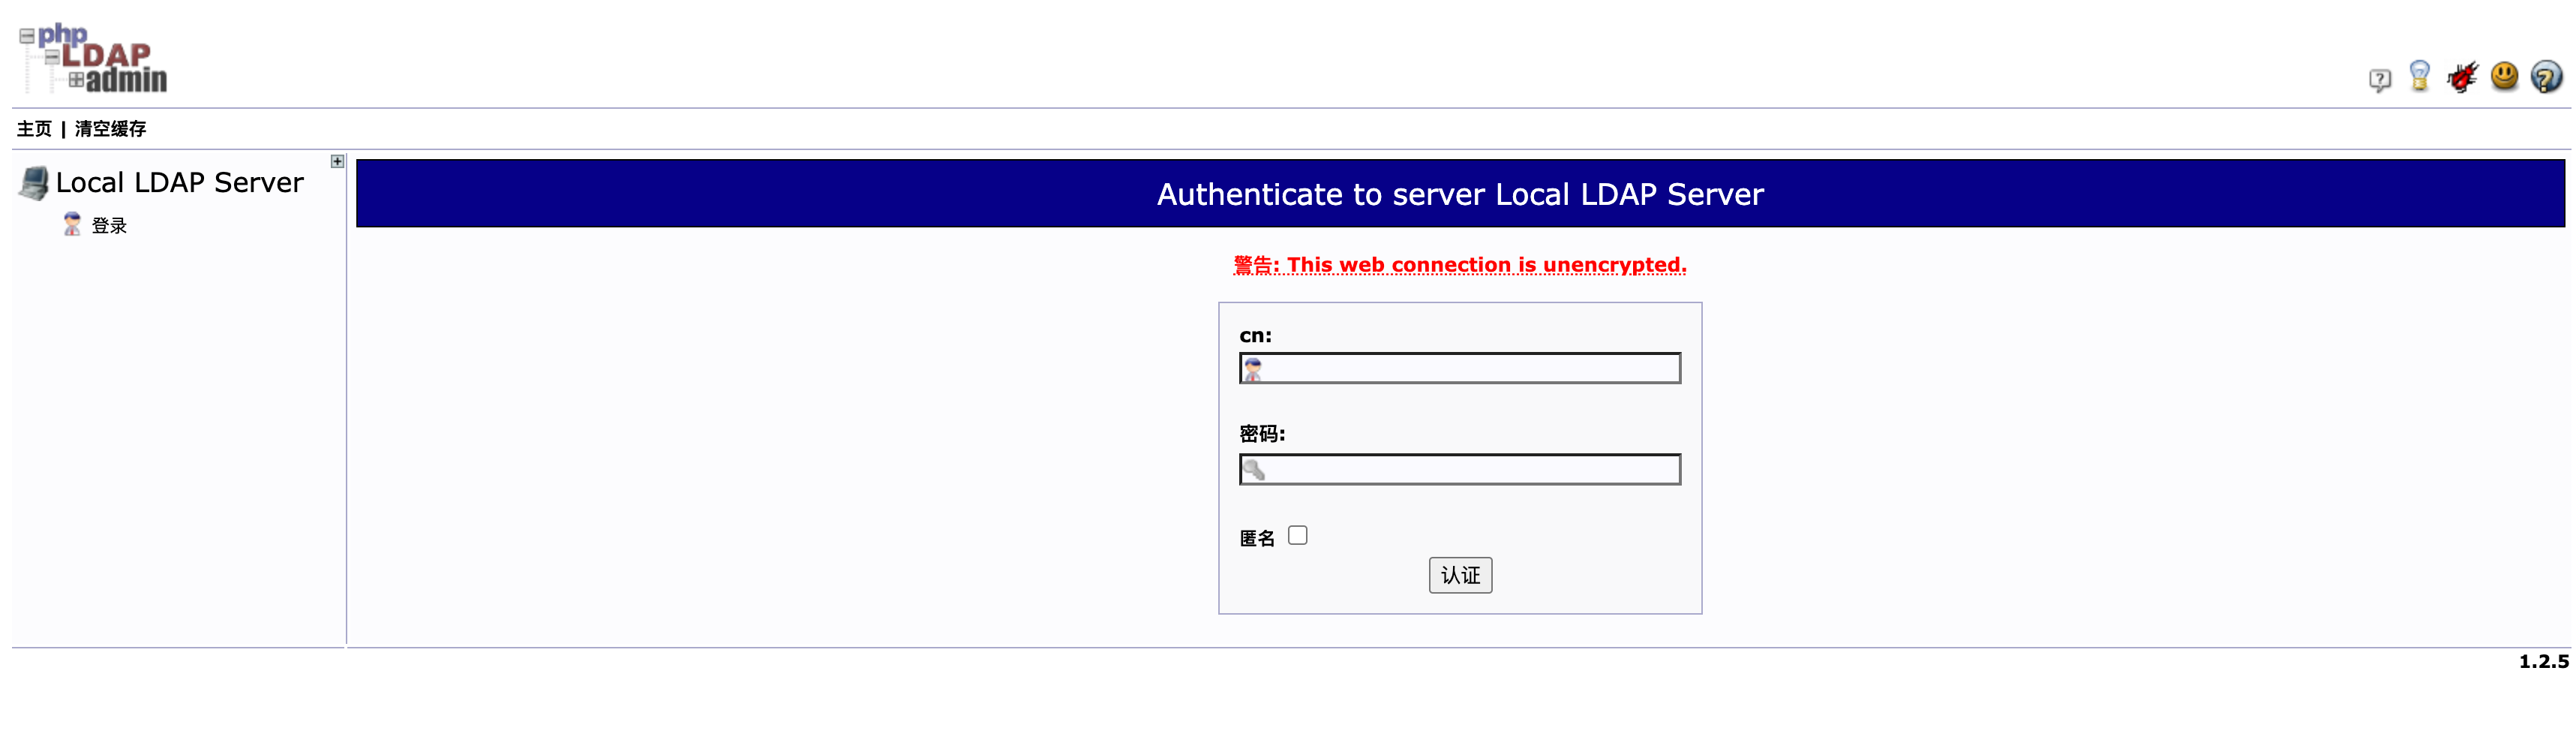 php
LDAP
admin
主页 | 清空缓存
Local LDAP Server
登录
Authenticate to server Local LDAP Server
警告: This web connection is unencrypted.
cn:
密码:
匿名
认证
1.2.5